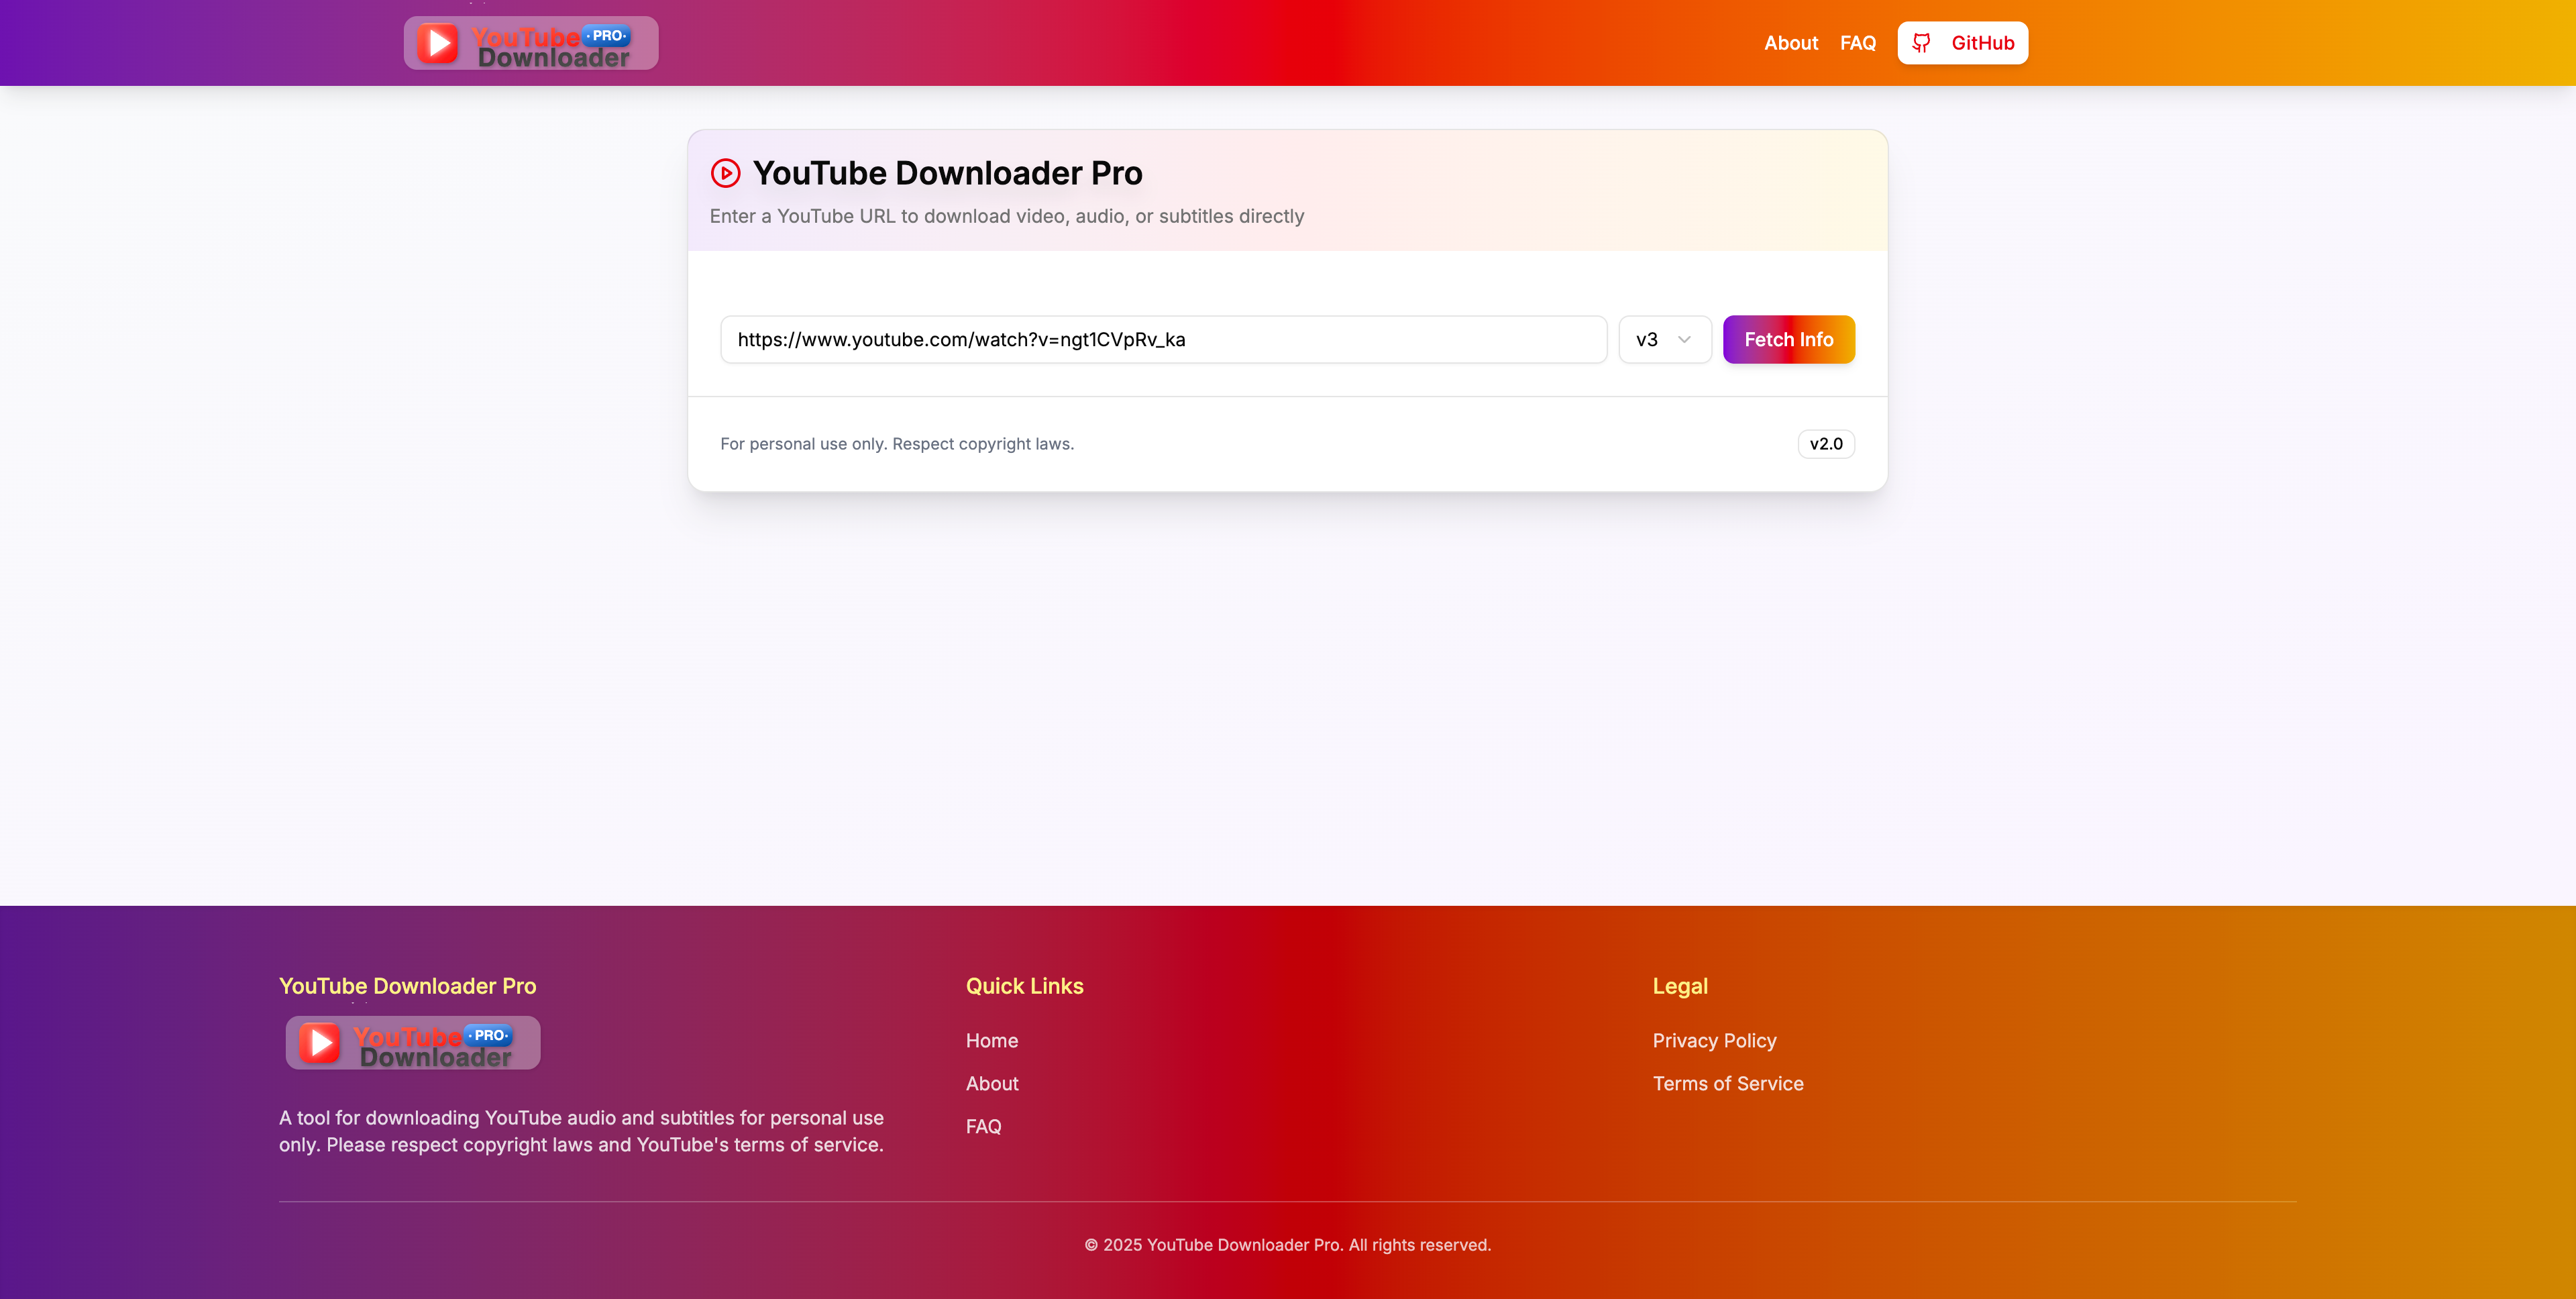 YouTube PRO
Downloader
About FAQ GitHub
YouTube Downloader Pro
Enter a YouTube URL to download video, audio, or subtitles directly
https://www.youtube.com/watch?v=ngt1CVpRv_ka v3 Fetch Info
For personal use only. Respect copyright laws. v2.0
YouTube Downloader Pro
YouTube PRO
Downloader
A tool for downloading YouTube audio and subtitles for personal use
only. Please respect copyright laws and YouTube's terms of service.
Quick Links
Home
About
FAQ
Legal
Privacy Policy
Terms of Service
© 2025 YouTube Downloader Pro. All rights reserved.